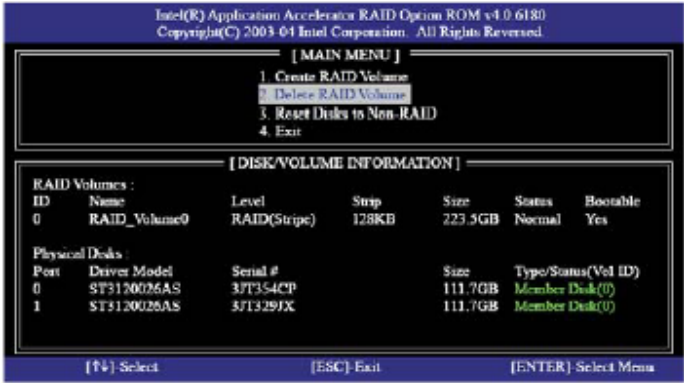 Intel(R) Application Accelerator RAID Option ROM v4.0.6180
Copyright(C) 2003-04 Intel Corporation. All Rights Reversed.
[ MAIN MENU ]
1. Create RAID Volume
2. Delete RAID Volume
3. Reset Disks to Non-RAID
4. Exit
[ DISK/VOLUME INFORMATION ]
RAID Volumes :
ID Name Level Strip Size Status Bootable
0 RAID_Volume0 RAID(Stripe) 128KB 223.5GB Normal Yes
Physical Disks :
Port Driver Model Serial # Size Type/Status(Vol ID)
0 ST3120026AS 3JT354CP 111.7GB Member Disk(0)
1 ST3120026AS 3JT329JX 111.7GB Member Disk(0)
[↑↓]-Select [ESC]-Exit [ENTER]-Select Menu